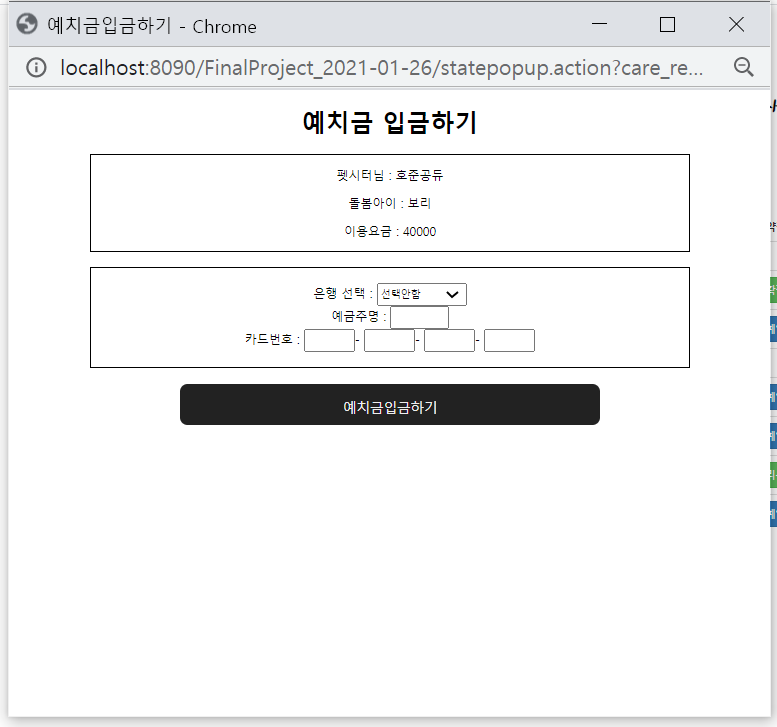 예치금입금하기 - Chrome
localhost:8090/FinalProject_2021-01-26/statepopup.action?care_re...
예치금 입금하기
펫시터님 : 호준공듀
돌봄아이 : 보리
이용요금 : 40000
은행 선택 : 선택안함
예금주명 :
카드번호 : - - -
예치금입금하기